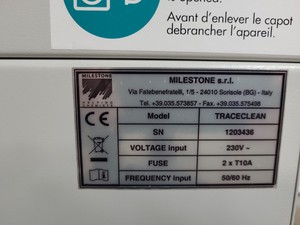 is opened.
Avant d'enlever le capot
debrancher l'appareil.
MILESTONE s.r.l.
Via Fatebenefratelli, 1/5 - 24010 Sorisole (BG) - Italy
Tel. +39.035.573857 - Fax. +39.035.575498
Model TRACECLEAN
SN 1203436
VOLTAGE input 230V ~
FUSE 2 x T10A
FREQUENCY Input 50/60 Hz